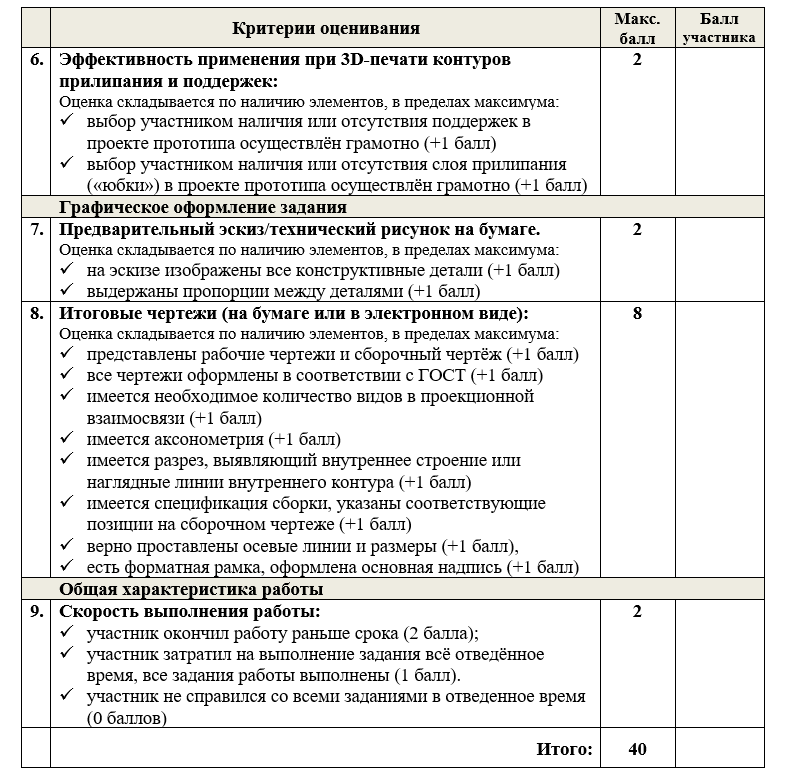 Критерии оценивания
Макс. балл
Балл участника
6. Эффективность применения при 3D-печати контуров 2
прилипания и поддержек:
Оценка складывается по наличию элементов, в пределах максимума:
✓ выбор участником наличия или отсутствия поддержек в
проекте прототипа осуществлён грамотно (+1 балл)
✓ выбор участником наличия или отсутствия слоя прилипания
(«юбки») в проекте прототипа осуществлён грамотно (+1 балл)
Графическое оформление задания
7. Предварительный эскиз/технический рисунок на бумаге. 2
Оценка складывается по наличию элементов, в пределах максимума:
✓ на эскизе изображены все конструктивные детали (+1 балл)
✓ выдержаны пропорции между деталями (+1 балл)
8. Итоговые чертежи (на бумаге или в электронном виде): 8
Оценка складывается по наличию элементов, в пределах максимума:
✓ представлены рабочие чертежи и сборочный чертёж (+1 балл)
✓ все чертежи оформлены в соответствии с ГОСТ (+1 балл)
✓ имеется необходимое количество видов в проекционной
взаимосвязи (+1 балл)
✓ имеется аксонометрия (+1 балл)
✓ имеется разрез, выявляющий внутреннее строение или
наглядные линии внутреннего контура (+1 балл)
✓ имеется спецификация сборки, указаны соответствующие
позиции на сборочном чертеже (+1 балл)
✓ верно проставлены осевые линии и размеры (+1 балл),
✓ есть форматная рамка, оформлена основная надпись (+1 балл)
Общая характеристика работы
9. Скорость выполнения работы: 2
✓ участник окончил работу раньше срока (2 балла);
✓ участник затратил на выполнение задания всё отведённое
время, все задания работы выполнены (1 балл).
✓ участник не справился со всеми заданиями в отведенное время
(0 баллов)
Итого: 40